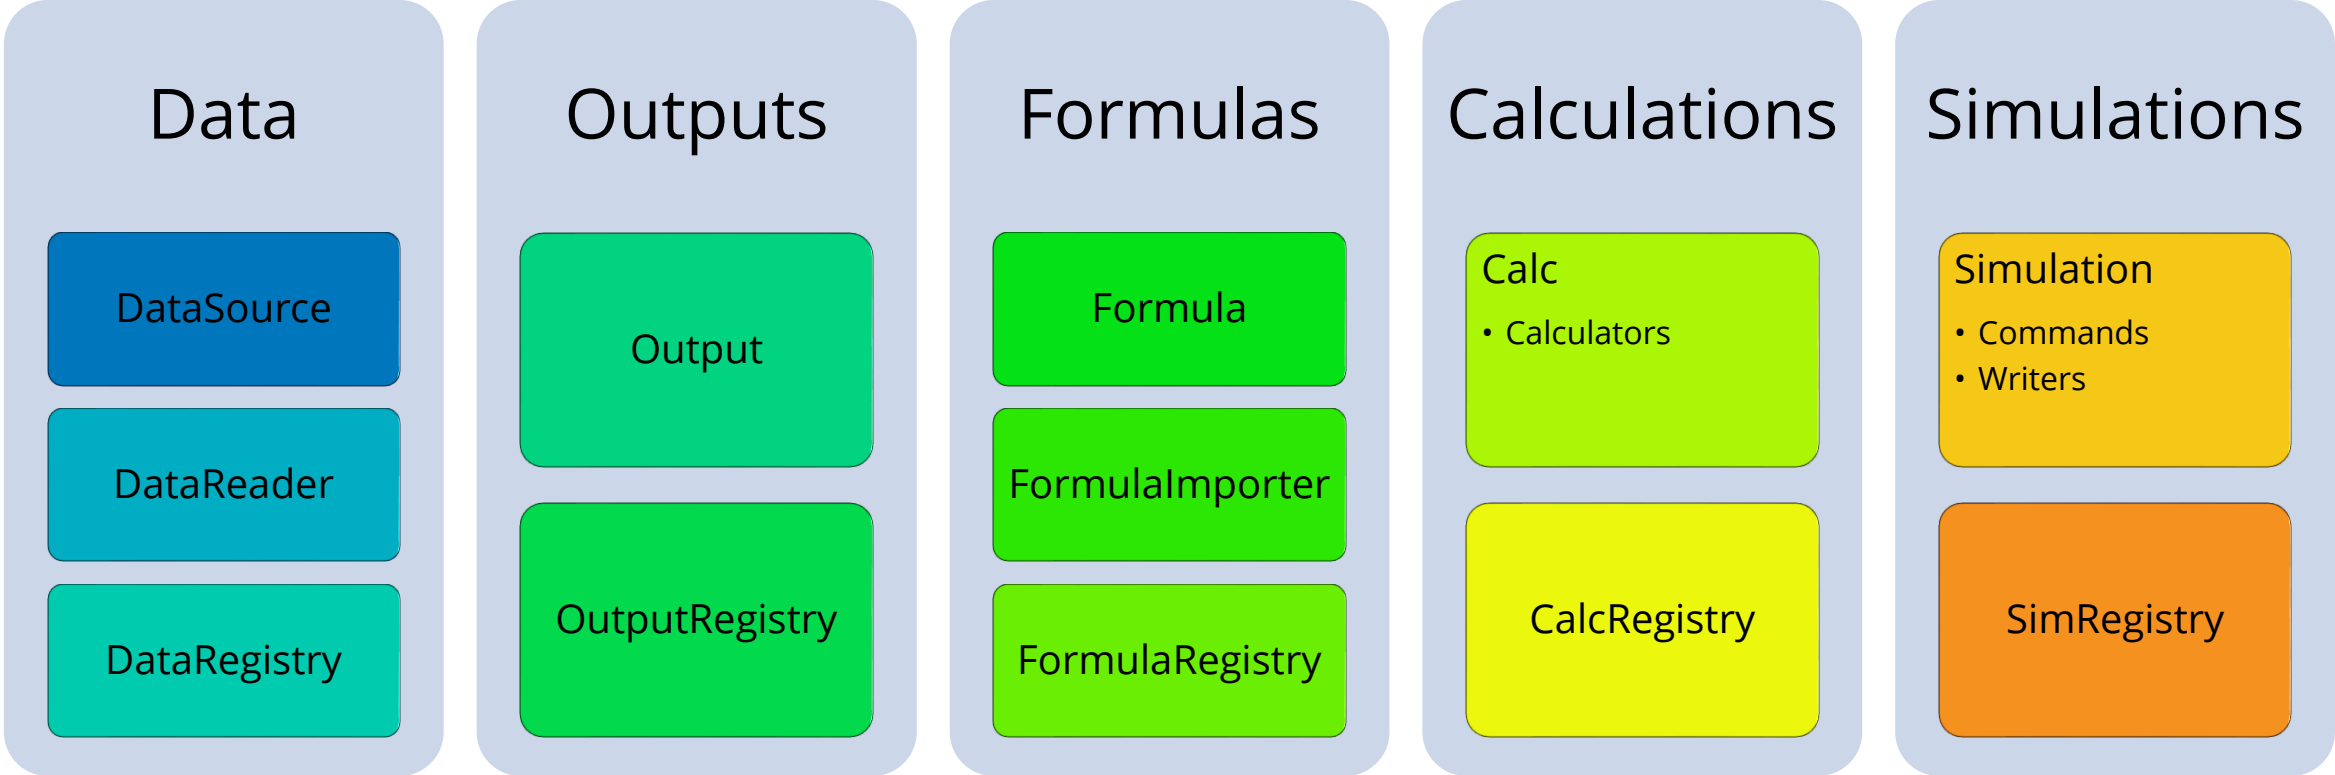 Data
DataSource
DataReader
DataRegistry
Outputs
Output
OutputRegistry
Formulas
Formula
FormulaImporter
FormulaRegistry
Calculations
Calc
• Calculators
CalcRegistry
Simulations
Simulation
• Commands
• Writers
SimRegistry